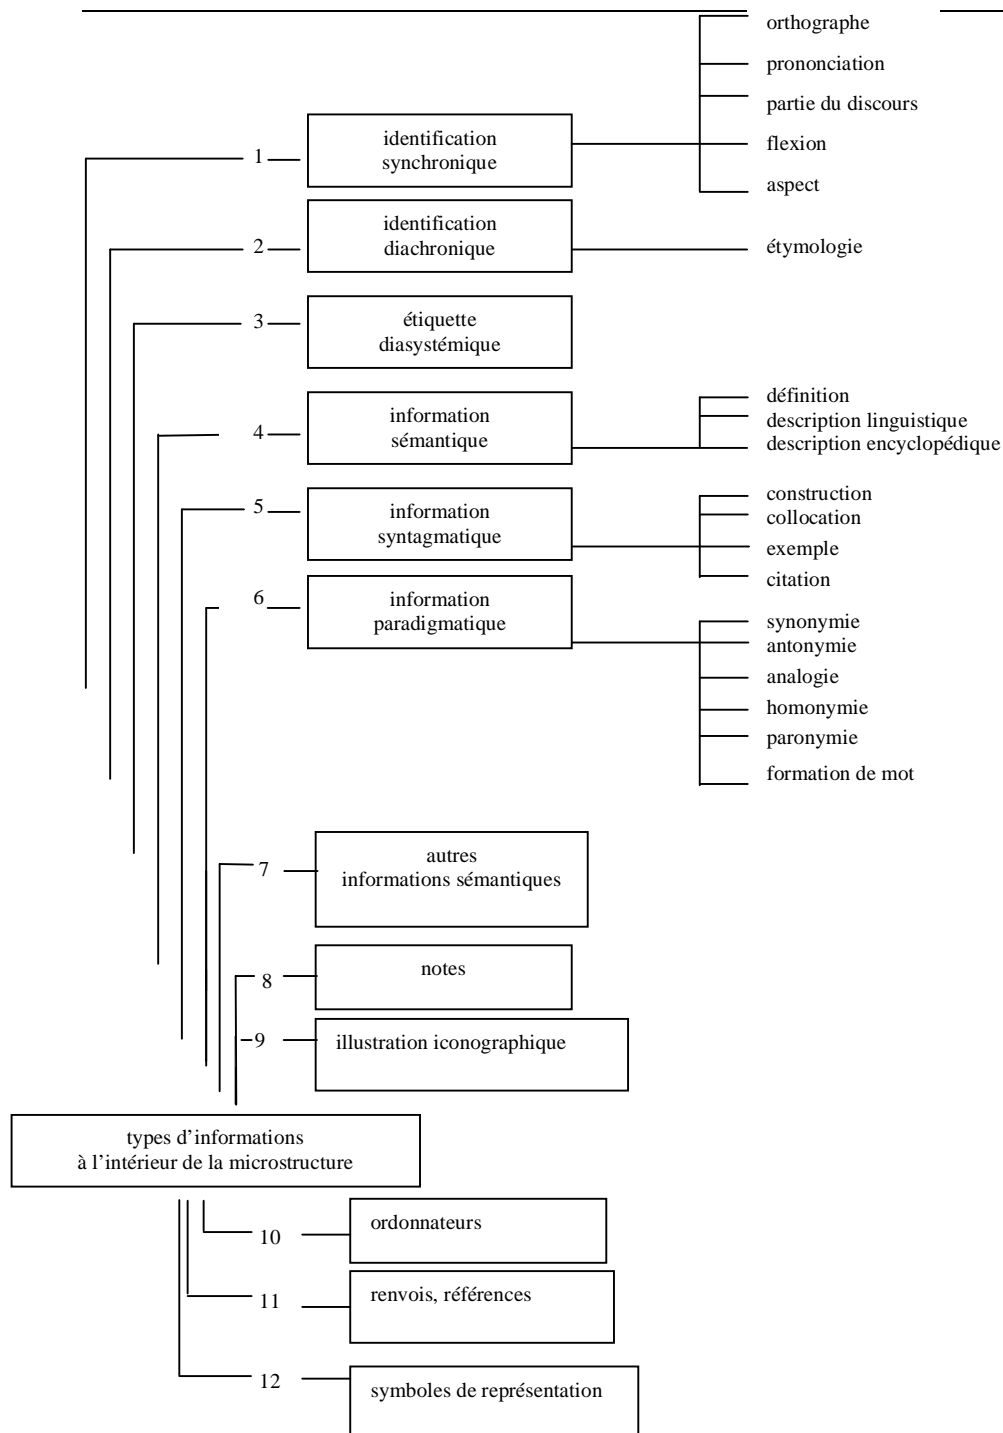 orthographe
prononciation
partie du discours
flexion
aspect
1
identification
synchronique
2
identification
diachronique
étymologie
3
étiquette
diasystémique
4
information
sémantique
définition
description linguistique
description encyclopédique
5
information
syntagmatique
construction
collocation
exemple
citation
6
information
paradigmatique
synonymie
antonymie
analogie
homonymie
paronymie
formation de mot
7
autres
informations sémantiques
8
notes
9
illustration iconographique
types d’informations
à l’intérieur de la microstructure
10
ordonnateurs
11
renvois, références
12
symboles de représentation